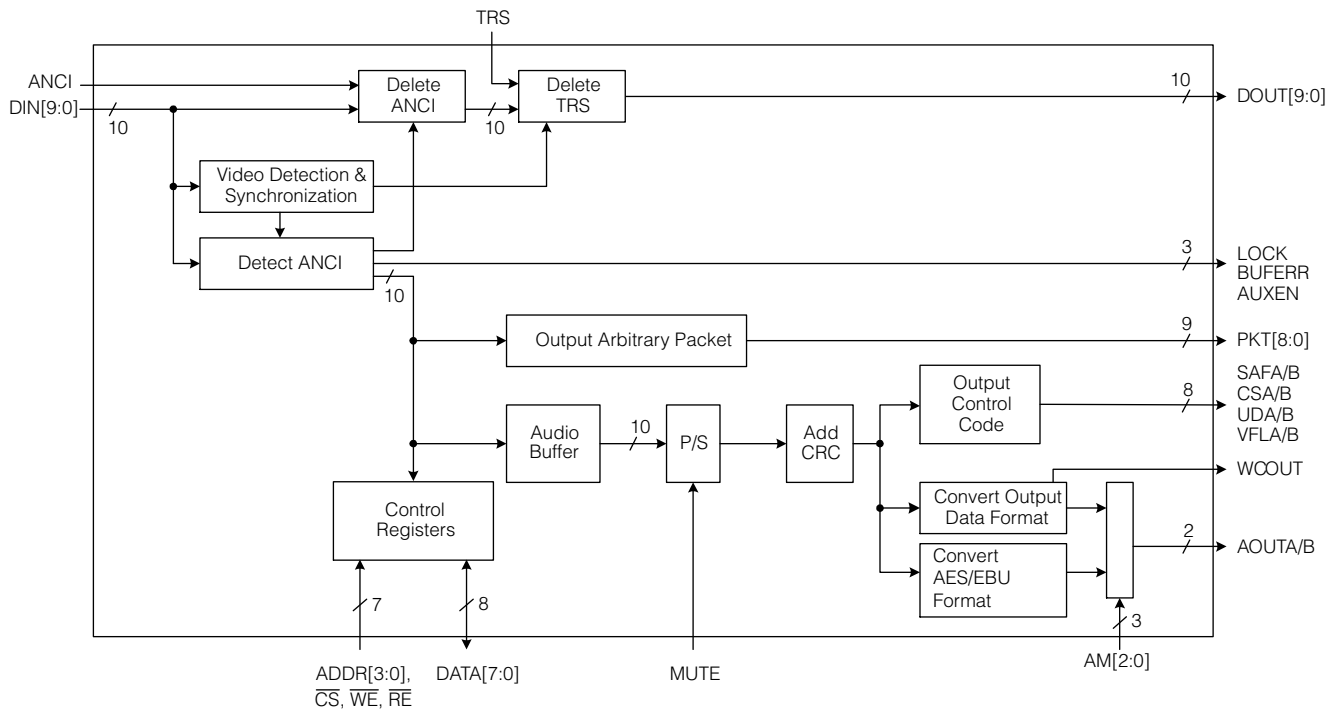 TRS
ANCI
DIN[9:0]
10
Delete
ANCI
10
Delete
TRS
10
DOUT[9:0]
Video Detection &
Synchronization
Detect ANCI
10
3
LOCK
BUFERR
AUXEN
Output Arbitrary Packet
9
PKT[8:0]
Audio
Buffer
10
P/S
Add
CRC
Output
Control
Code
8
SAFA/B
CSA/B
UDA/B
VFLA/B
WCOUT
Control
Registers
Convert Output
Data Format
Convert
AES/EBU
Format
2
AOUTA/B
7
8
3
ADDR[3:0],
CS, WE, RE
DATA[7:0]
MUTE
AM[2:0]